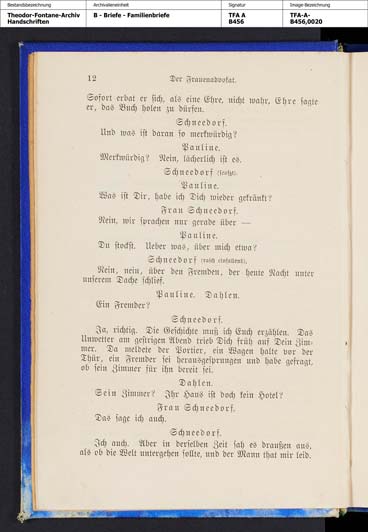 Bestandsbezeichnung
Archivalieneinheit
Signatur
Image-Bezeichnung
Theodor-Fontane-Archiv
Handschriften
B - Briefe - Familienbriefe
TFA A
B456
TFA-A-
B456,0020
12
Der Frauenadvokat.
Sofort erbat er sich, als eine Ehre, nicht wahr, Ehre sagte
er, das Buch holen zu dürfen.
Schneedorf.
Und was ist daran so merkwürdig?
Pauline.
Merkwürdig? Nein, lächerlich ist es.
Schneedorf (seufzt).
Pauline.
Was ist Dir, habe ich Dich wieder gekränkt?
Frau Schneedorf.
Nein, wir sprachen nur gerade über —
Pauline.
Du stockst. Ueber was, über mich etwa?
Schneedorf (rasch einfallend).
Nein, nein, über den Fremden, der heute Nacht unter
unserem Dache schlief.
Pauline. Dahlen.
Ein Fremder?
Schneedorf.
Ja, richtig. Die Geschichte muß ich Euch erzählen. Das
Unwetter am gestrigen Abend trieb Dich früh auf Dein Zim-
mer. Da meldete der Portier, ein Wagen halte vor der
Thür, ein Fremder sei herausgesprungen und habe gefragt,
ob sein Zimmer für ihn bereit sei.
Dahlen.
Sein Zimmer? Ihr Haus ist doch kein Hotel?
Frau Schneedorf.
Das sage ich auch.
Schneedorf.
Ich auch. Aber in derselben Zeit sah es draußen aus,
als ob die Welt untergehen sollte, und der Mann that mir leid.